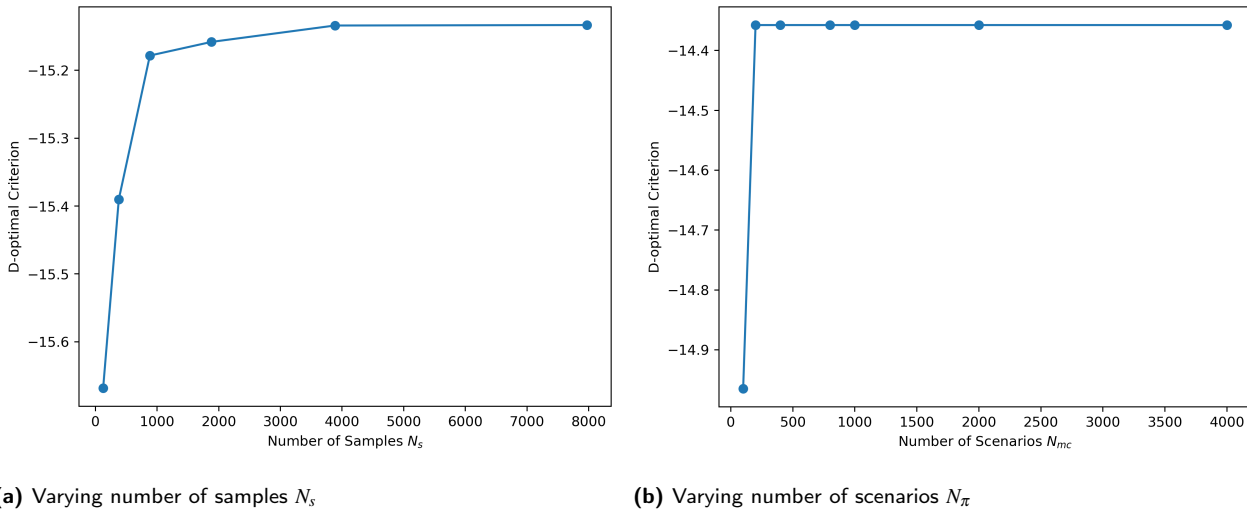 −15.2
−15.3
−15.4
−15.5
−15.6
D-optimal Criterion
0 1000 2000 3000 4000 5000 6000 7000 8000
Number of Samples Nₛ
−14.4
−14.5
−14.6
−14.7
−14.8
−14.9
D-optimal Criterion
0 500 1000 1500 2000 2500 3000 3500 4000
Number of Scenarios N_mc
a) Varying number of samples Nₛ
(b) Varying number of scenarios N_π